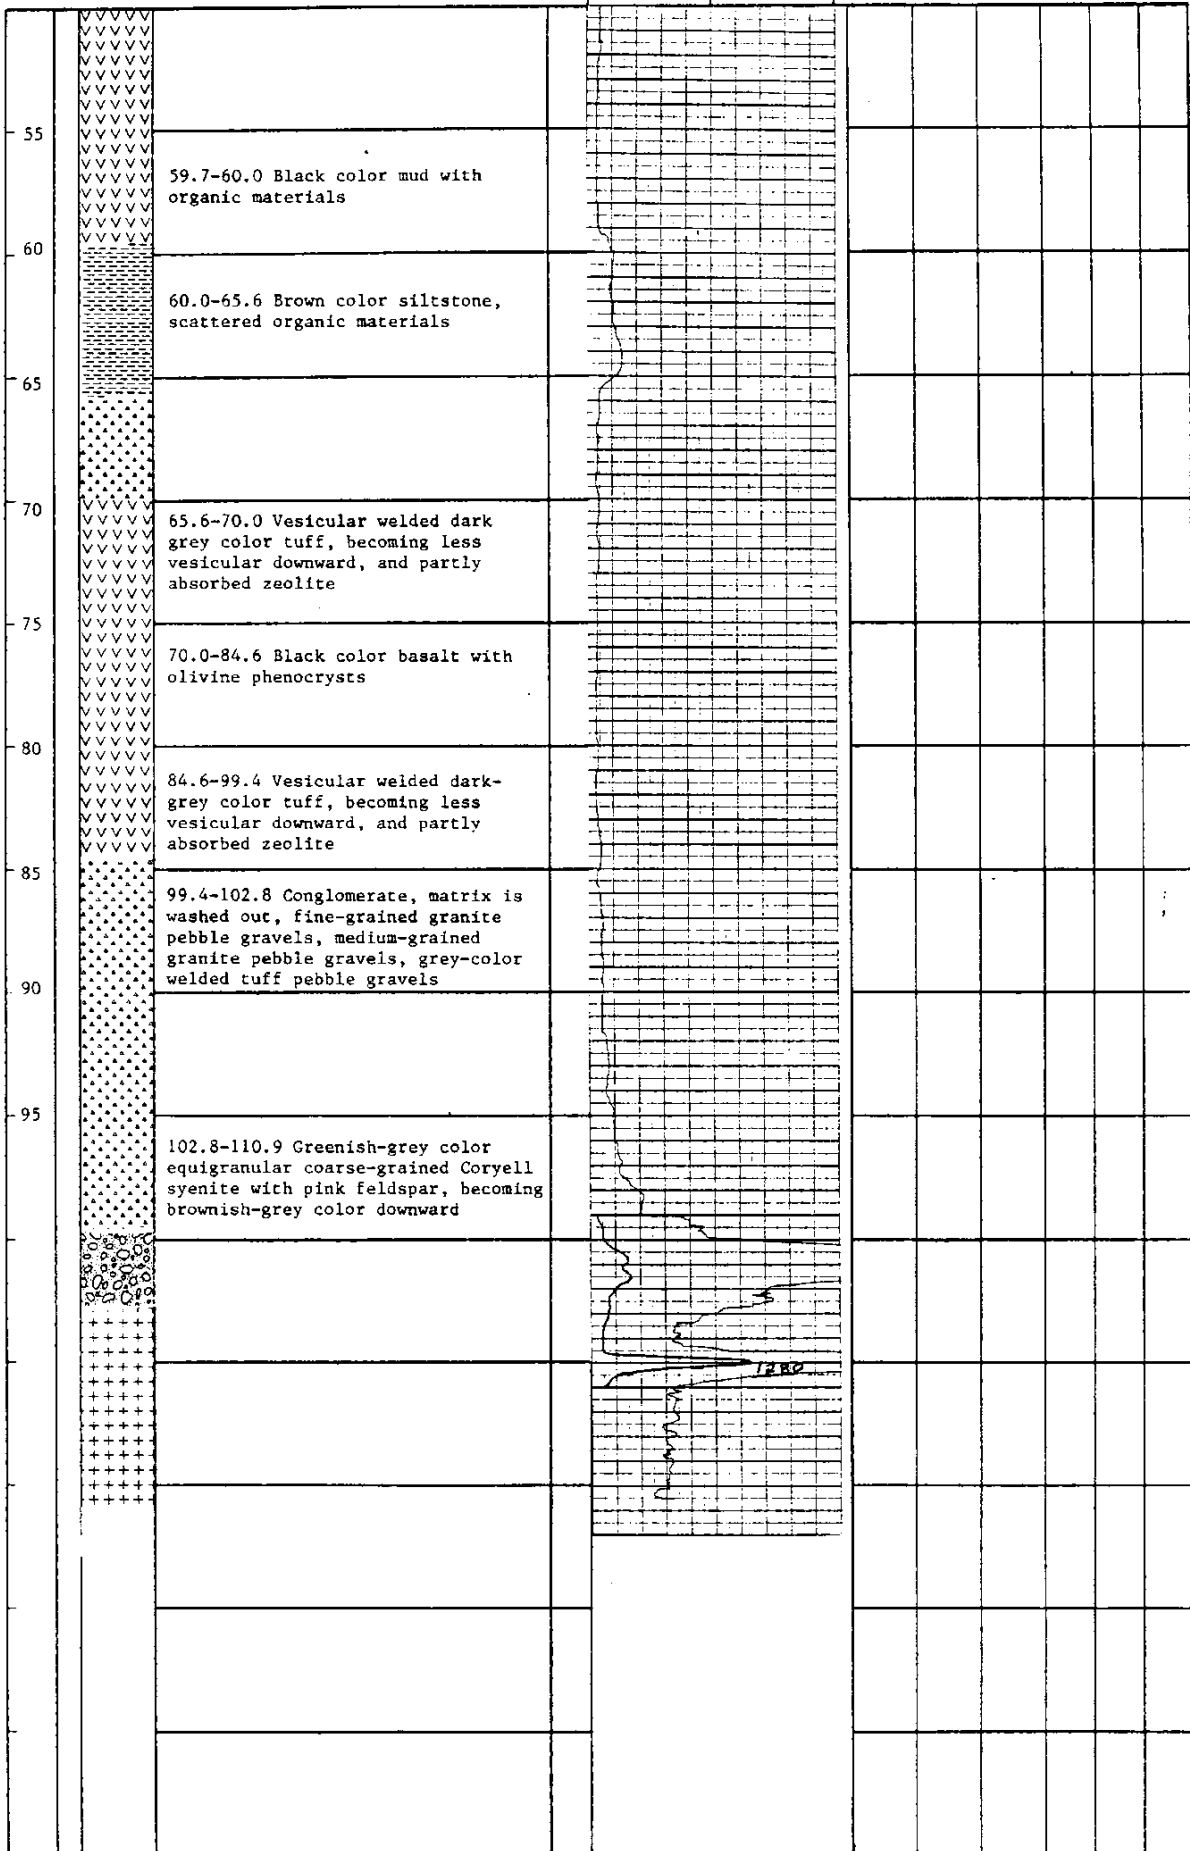 55
59.7-60.0 Black color mud with
organic materials
60
60.0-65.6 Brown color siltstone,
scattered organic materials
65
70
65.6-70.0 Vesicular welded dark
grey color tuff, becoming less
vesicular downward, and partly
absorbed zeolite
75
70.0-84.6 Black color basalt with
olivine phenocrysts
80
84.6-99.4 Vesicular welded dark-
grey color tuff, becoming less
vesicular downward, and partly
absorbed zeolite
85
99.4-102.8 Conglomerate, matrix is
washed out, fine-grained granite
pebble gravels, medium-grained
granite pebble gravels, grey-color
welded tuff pebble gravels
90
95
102.8-110.9 Greenish-grey color
equigranular coarse-grained Coryell
syenite with pink feldspar, becoming
brownish-grey color downward
1280